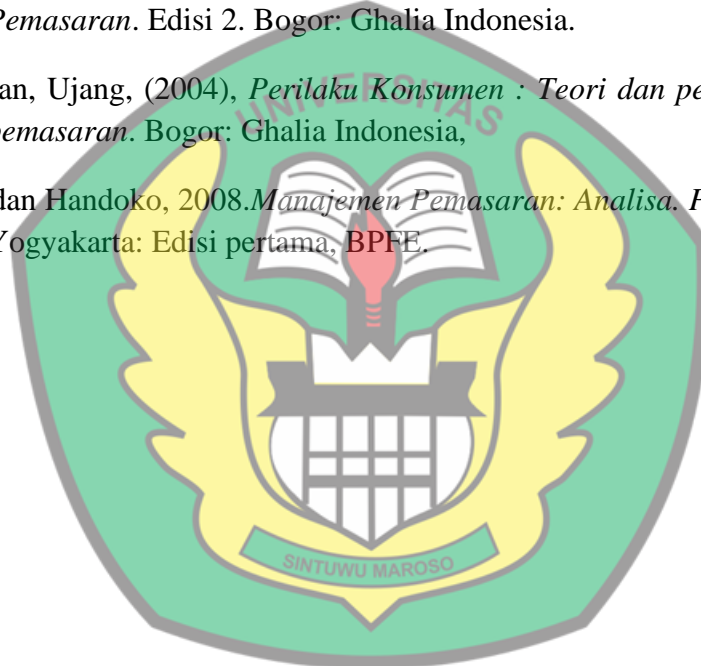 Pemasaran. Edisi 2. Bogor: Ghalia Indonesia.
an, Ujang, (2004), Perilaku Konsumen : Teori dan pe
pemasaran. Bogor: Ghalia Indonesia,
dan Handoko, 2008.Manajemen Pemasaran: Analisa. P
Yogyakarta: Edisi pertama, BPFE.
UNIVERSITAS
SINTUWU MAROSO